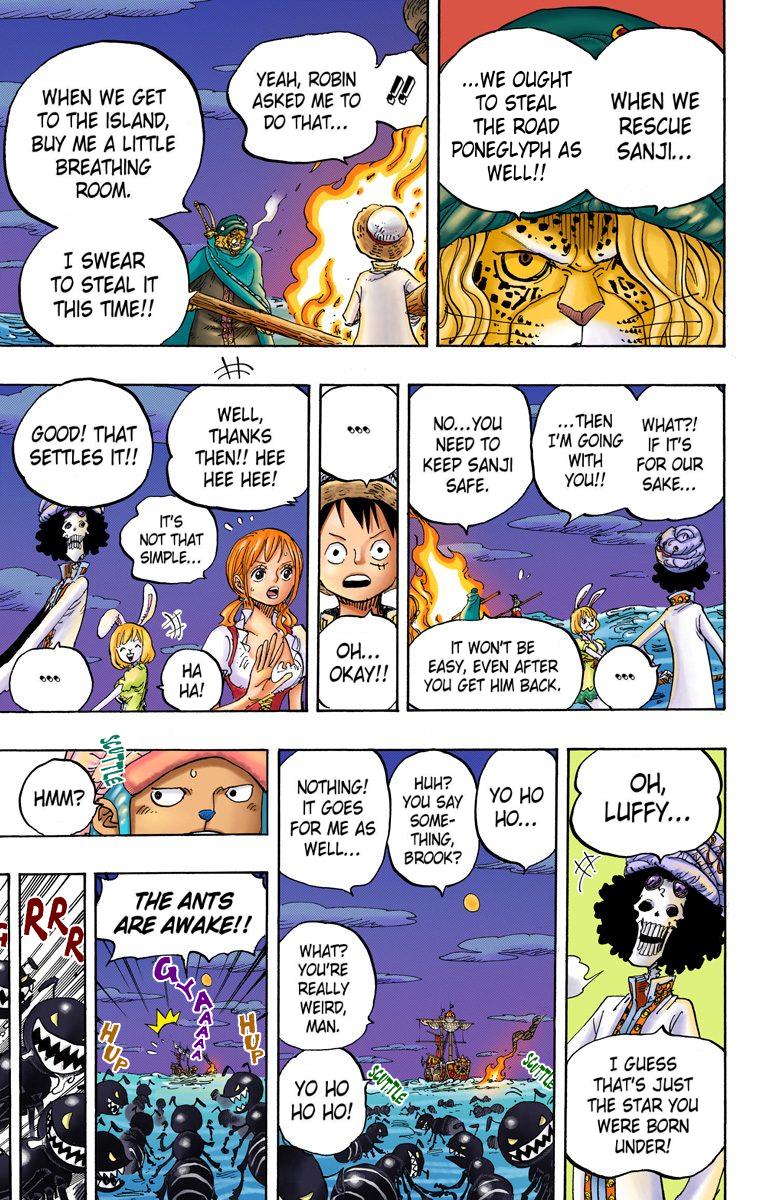 WHEN WE
RESCUE
SANJI...
...WE OUGHT
TO STEAL
THE ROAD
PONEGLYPH AS
WELL!!
!!
YEAH, ROBIN
ASKED ME TO
DO THAT...
WHEN WE GET
TO THE ISLAND,
BUY ME A LITTLE
BREATHING
ROOM.
I SWEAR
TO STEAL IT
THIS TIME!!
WHAT?!
IF IT'S
FOR OUR
SAKE...
...THEN
I'M GOING
WITH
YOU!!
NO...YOU
NEED TO
KEEP SANJI
SAFE.
IT WON'T BE
EASY, EVEN AFTER
YOU GET HIM BACK.
...
...
OH...
OKAY!!
WELL,
THANKS
THEN!! HEE
HEE HEE!
GOOD! THAT
SETTLES IT!!
IT'S
NOT THAT
SIMPLE...
HA
HA!
...
OH,
LUFFY...
I GUESS
THAT'S JUST
THE STAR YOU
WERE BORN
UNDER!
YO HO
HO...
HUH?
YOU SAY
SOME-
THING,
BROOK?
NOTHING!
IT GOES
FOR ME AS
WELL...
WHAT?
YOU'RE
REALLY
WEIRD,
MAN.
YO HO
HO HO!
SCUTTLE
SCUTTLE
SCUTTLE
HMM?
THE ANTS
ARE AWAKE!!
GYAAAAA
HUP
HUP
RRR